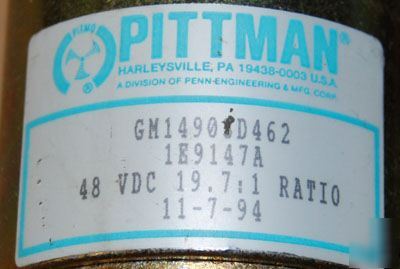 PITMO
PITTMAN®
HARLEYSVILLE, PA 19438-0003 U.S.A.
A DIVISION OF PENN-ENGINEERING & MFG. CORP.
1E9147A
48 VDC 19.7:1 RATIO
11-7-94